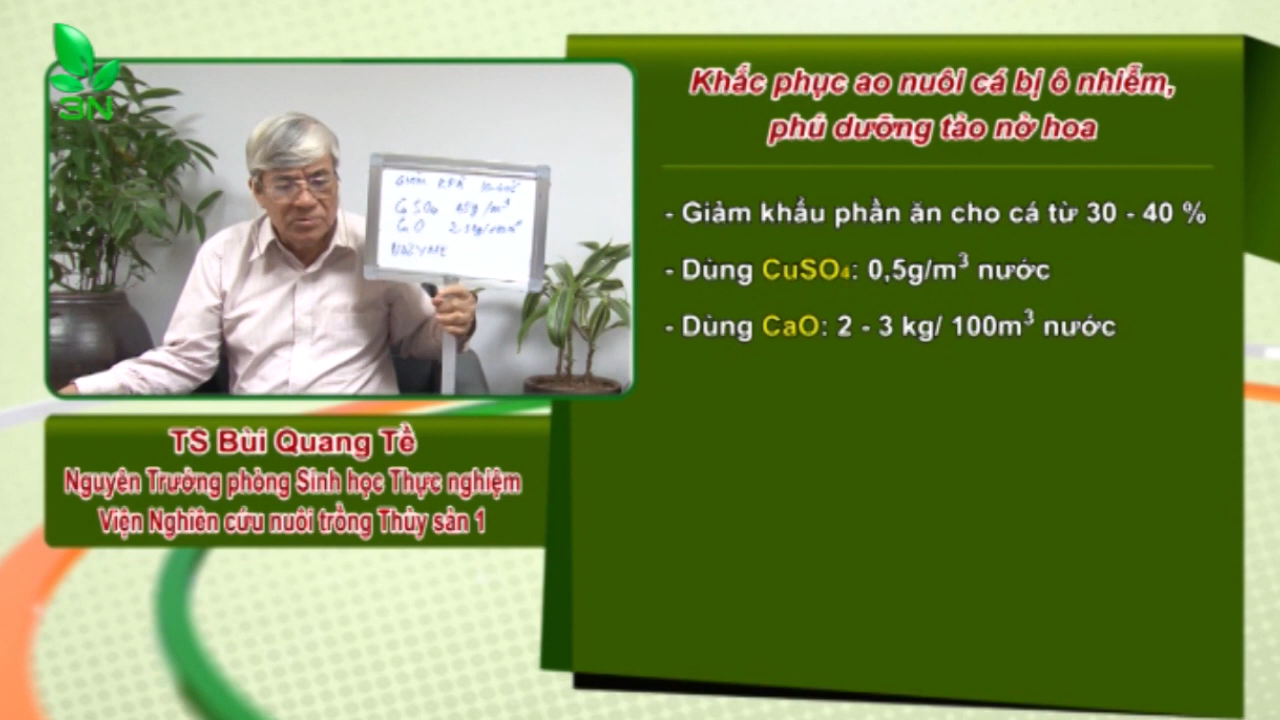 3N
Khắc phục ao nuôi cá bị ô nhiễm,
phú dưỡng tảo nở hoa
- Giảm khẩu phần ăn cho cá từ 30 - 40 %
- Dùng CuSO₄: 0,5g/m³ nước
- Dùng CaO: 2 - 3 kg/ 100m³ nước
TS Bùi Quang Tề
Nguyên Trưởng phòng Sinh học Thực nghiệm
Viện Nghiên cứu nuôi trồng Thủy sản 1